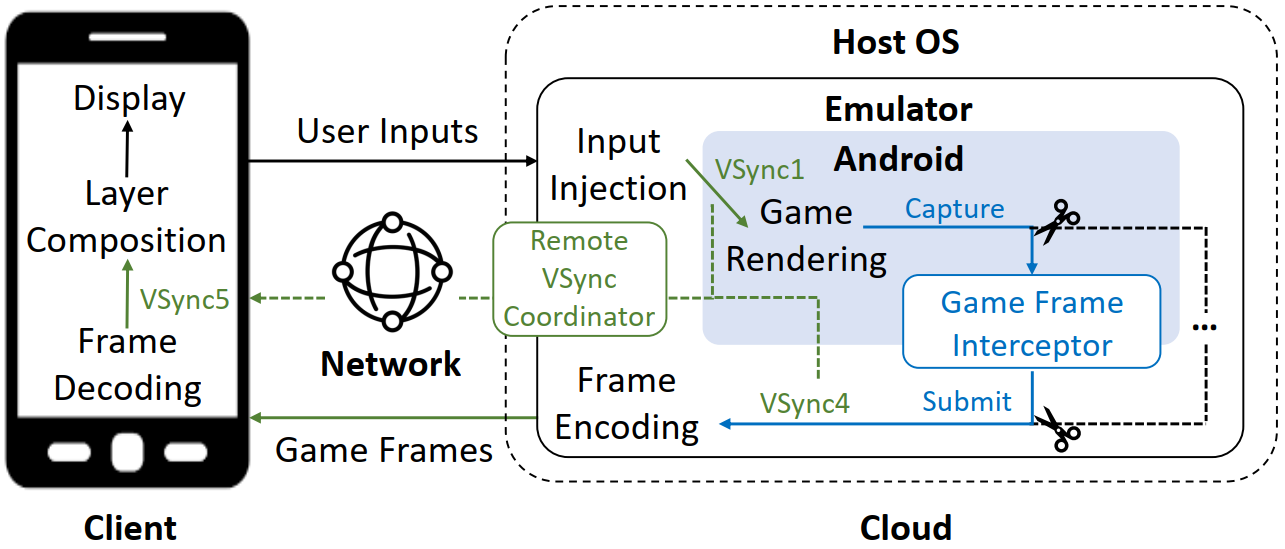 Host OS
Emulator
Android
Display
Layer
Composition
VSync5
Frame
Decoding
User Inputs
Input
Injection
VSync1
Game
Rendering
Capture
Remote
VSync
Coordinator
Network
Game Frame
Interceptor
...
Frame
Encoding
VSync4
Submit
Game Frames
Client
Cloud